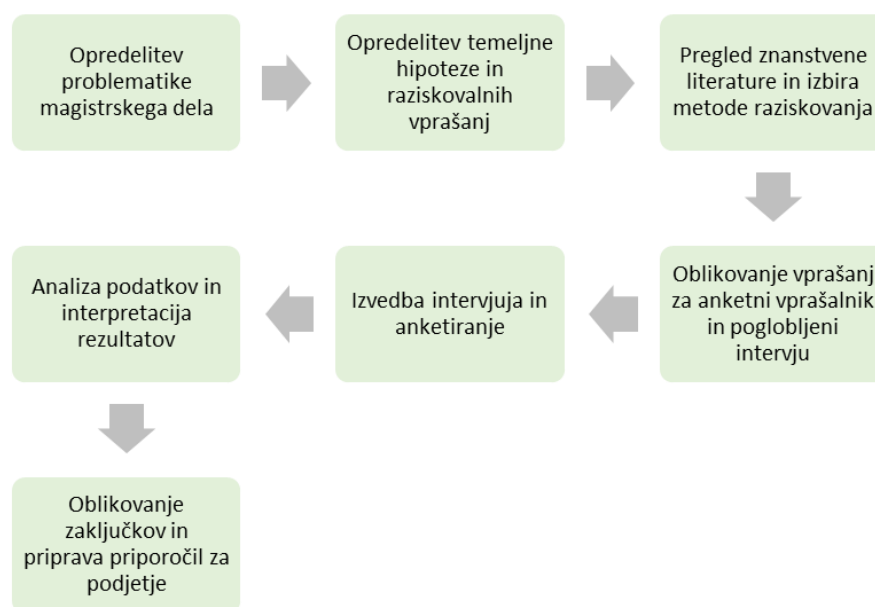 Opredelitev
problematike
magistrskega dela
Opredelitev temeljne
hipoteze in
raziskovalnih
vprašanj
Pregled znanstvene
literature in izbira
metode raziskovanja
Oblikovanje vprašanj
za anketni vprašalnik
in poglobljeni
intervju
Izvedba intervjuja in
anketiranje
Analiza podatkov in
interpretacija
rezultatov
Oblikovanje
zaključkov in
priprava priporočil za
podjetje